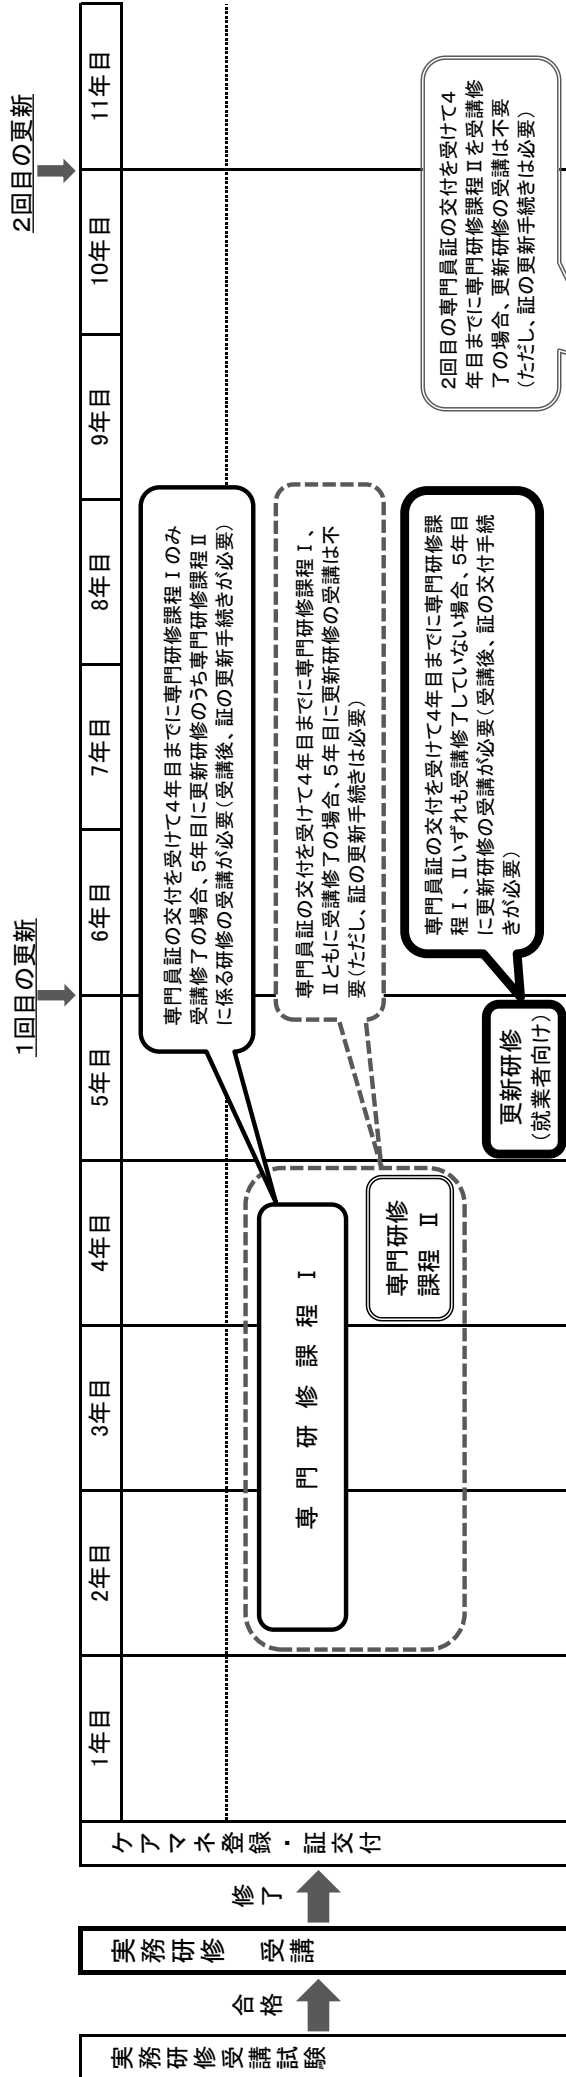 実務研修受講試験
合格
実務研修　受講
修了
ケアマネ登録・証交付
1回目の更新
2回目の更新
1年目
2年目
3年目
4年目
5年目
6年目
7年目
8年目
9年目
10年目
11年目
専門員証の交付を受けて4年目までに専門研修課程Ⅰのみ
受講修了の場合、5年目に更新研修のうち専門研修課程Ⅱ
に係る研修の受講が必要(受講後、証の更新手続きが必要)
専門研修課程Ⅰ
専門員証の交付を受けて4年目までに専門研修課程Ⅰ、
Ⅱともに受講修了の場合、5年目に更新研修の受講は不
要(ただし、証の更新手続きは必要)
専門研修
課程　Ⅱ
専門員証の交付を受けて4年目までに専門研修課
程Ⅰ、Ⅱいずれも受講修了していない場合、5年目
に更新研修の受講が必要(受講後、証の交付手続
きが必要)
更新研修
(就業者向け)
2回目の専門員証の交付を受けて4
年目までに専門研修課程Ⅱを受講修
了の場合、更新研修の受講は不要
(ただし、証の更新手続きは必要)